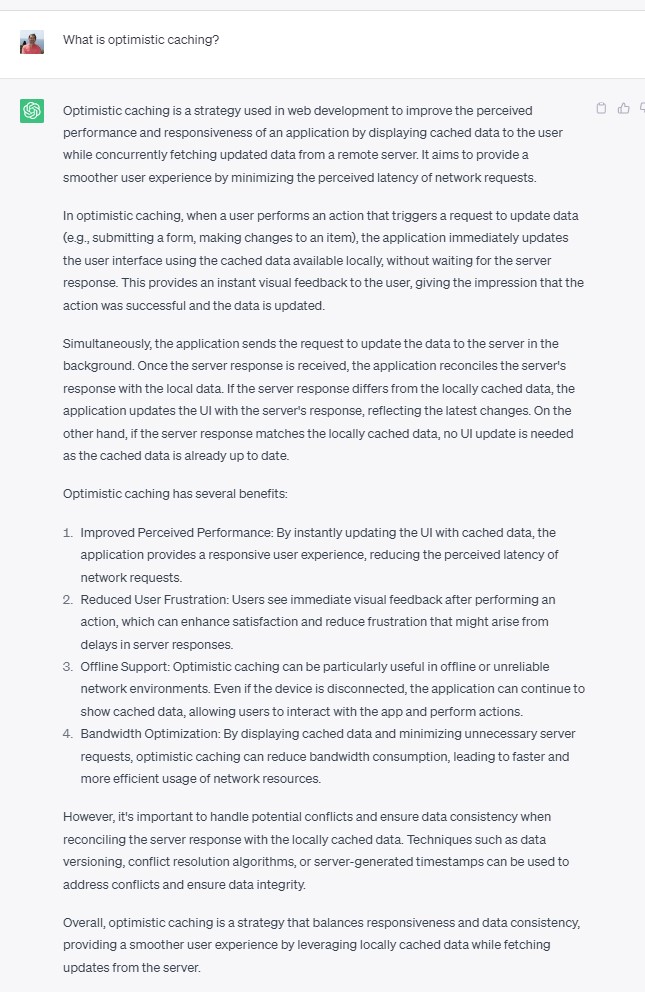 What is optimistic caching?
Optimistic caching is a strategy used in web development to improve the perceived
performance and responsiveness of an application by displaying cached data to the user
while concurrently fetching updated data from a remote server. It aims to provide a
smoother user experience by minimizing the perceived latency of network requests.
In optimistic caching, when a user performs an action that triggers a request to update data
(e.g., submitting a form, making changes to an item), the application immediately updates
the user interface using the cached data available locally, without waiting for the server
response. This provides an instant visual feedback to the user, giving the impression that the
action was successful and the data is updated.
Simultaneously, the application sends the request to update the data to the server in the
background. Once the server response is received, the application reconciles the server's
response with the local data. If the server response differs from the locally cached data, the
application updates the UI with the server's response, reflecting the latest changes. On the
other hand, if the server response matches the locally cached data, no UI update is needed
as the cached data is already up to date.
Optimistic caching has several benefits:
1. Improved Perceived Performance: By instantly updating the UI with cached data, the
application provides a responsive user experience, reducing the perceived latency of
network requests.
2. Reduced User Frustration: Users see immediate visual feedback after performing an
action, which can enhance satisfaction and reduce frustration that might arise from
delays in server responses.
3. Offline Support: Optimistic caching can be particularly useful in offline or unreliable
network environments. Even if the device is disconnected, the application can continue to
show cached data, allowing users to interact with the app and perform actions.
4. Bandwidth Optimization: By displaying cached data and minimizing unnecessary server
requests, optimistic caching can reduce bandwidth consumption, leading to faster and
more efficient usage of network resources.
However, it's important to handle potential conflicts and ensure data consistency when
reconciling the server response with the locally cached data. Techniques such as data
versioning, conflict resolution algorithms, or server-generated timestamps can be used to
address conflicts and ensure data integrity.
Overall, optimistic caching is a strategy that balances responsiveness and data consistency,
providing a smoother user experience by leveraging locally cached data while fetching
updates from the server.